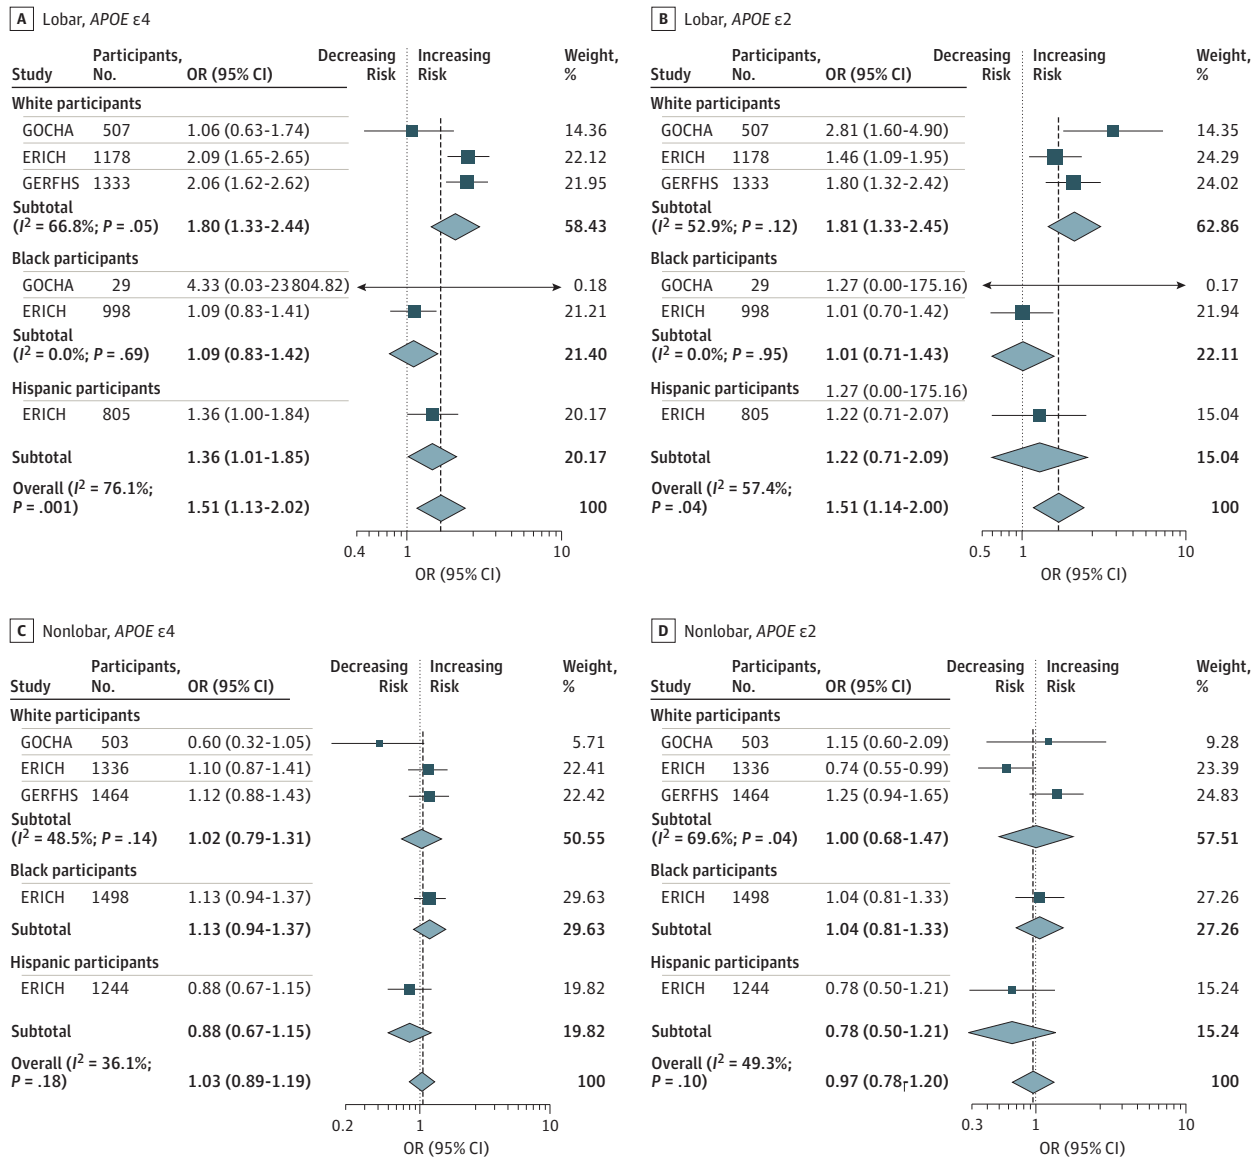 A Lobar, APOE ε4
Participants, Decreasing Increasing Weight,
Study No. OR (95% CI) Risk Risk %
White participants
GOCHA 507 1.06 (0.63-1.74) 14.36
ERICH 1178 2.09 (1.65-2.65) 22.12
GERFHS 1333 2.06 (1.62-2.62) 21.95
Subtotal
(I² = 66.8%; P = .05) 1.80 (1.33-2.44) 58.43
Black participants
GOCHA 29 4.33 (0.03-23 804.82) 0.18
ERICH 998 1.09 (0.83-1.41) 21.21
Subtotal
(I² = 0.0%; P = .69) 1.09 (0.83-1.42) 21.40
Hispanic participants
ERICH 805 1.36 (1.00-1.84) 20.17
Subtotal 1.36 (1.01-1.85) 20.17
Overall (I² = 76.1%;
P = .001) 1.51 (1.13-2.02) 100
0.4 1 10
OR (95% CI)
B Lobar, APOE ε2
Participants, Decreasing Increasing Weight,
Study No. OR (95% CI) Risk Risk %
White participants
GOCHA 507 2.81 (1.60-4.90) 14.35
ERICH 1178 1.46 (1.09-1.95) 24.29
GERFHS 1333 1.80 (1.32-2.42) 24.02
Subtotal
(I² = 52.9%; P = .12) 1.81 (1.33-2.45) 62.86
Black participants
GOCHA 29 1.27 (0.00-175.16) 0.17
ERICH 998 1.01 (0.70-1.42) 21.94
Subtotal
(I² = 0.0%; P = .95) 1.01 (0.71-1.43) 22.11
Hispanic participants 1.27 (0.00-175.16)
ERICH 805 1.22 (0.71-2.07) 15.04
Subtotal 1.22 (0.71-2.09) 15.04
Overall (I² = 57.4%;
P = .04) 1.51 (1.14-2.00) 100
0.5 1 10
OR (95% CI)
C Nonlobar, APOE ε4
Participants, Decreasing Increasing Weight,
Study No. OR (95% CI) Risk Risk %
White participants
GOCHA 503 0.60 (0.32-1.05) 5.71
ERICH 1336 1.10 (0.87-1.41) 22.41
GERFHS 1464 1.12 (0.88-1.43) 22.42
Subtotal
(I² = 48.5%; P = .14) 1.02 (0.79-1.31) 50.55
Black participants
ERICH 1498 1.13 (0.94-1.37) 29.63
Subtotal 1.13 (0.94-1.37) 29.63
Hispanic participants
ERICH 1244 0.88 (0.67-1.15) 19.82
Subtotal 0.88 (0.67-1.15) 19.82
Overall (I² = 36.1%;
P = .18) 1.03 (0.89-1.19) 100
0.2 1 10
OR (95% CI)
D Nonlobar, APOE ε2
Participants, Decreasing Increasing Weight,
Study No. OR (95% CI) Risk Risk %
White participants
GOCHA 503 1.15 (0.60-2.09) 9.28
ERICH 1336 0.74 (0.55-0.99) 23.39
GERFHS 1464 1.25 (0.94-1.65) 24.83
Subtotal
(I² = 69.6%; P = .04) 1.00 (0.68-1.47) 57.51
Black participants
ERICH 1498 1.04 (0.81-1.33) 27.26
Subtotal 1.04 (0.81-1.33) 27.26
Hispanic participants
ERICH 1244 0.78 (0.50-1.21) 15.24
Subtotal 0.78 (0.50-1.21) 15.24
Overall (I² = 49.3%;
P = .10) 0.97 (0.78-1.20) 100
0.3 1 10
OR (95% CI)